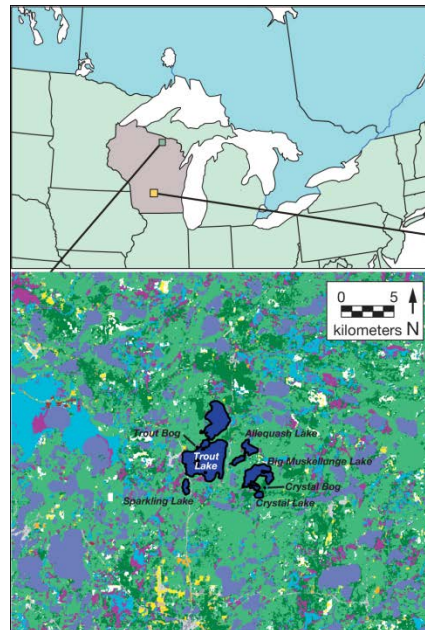 0 5
kilometers N
Trout Bog
Allequash Lake
Trout
Lake
Big Muskellunge Lake
Crystal Bog
Sparkling Lake
Crystal Lake